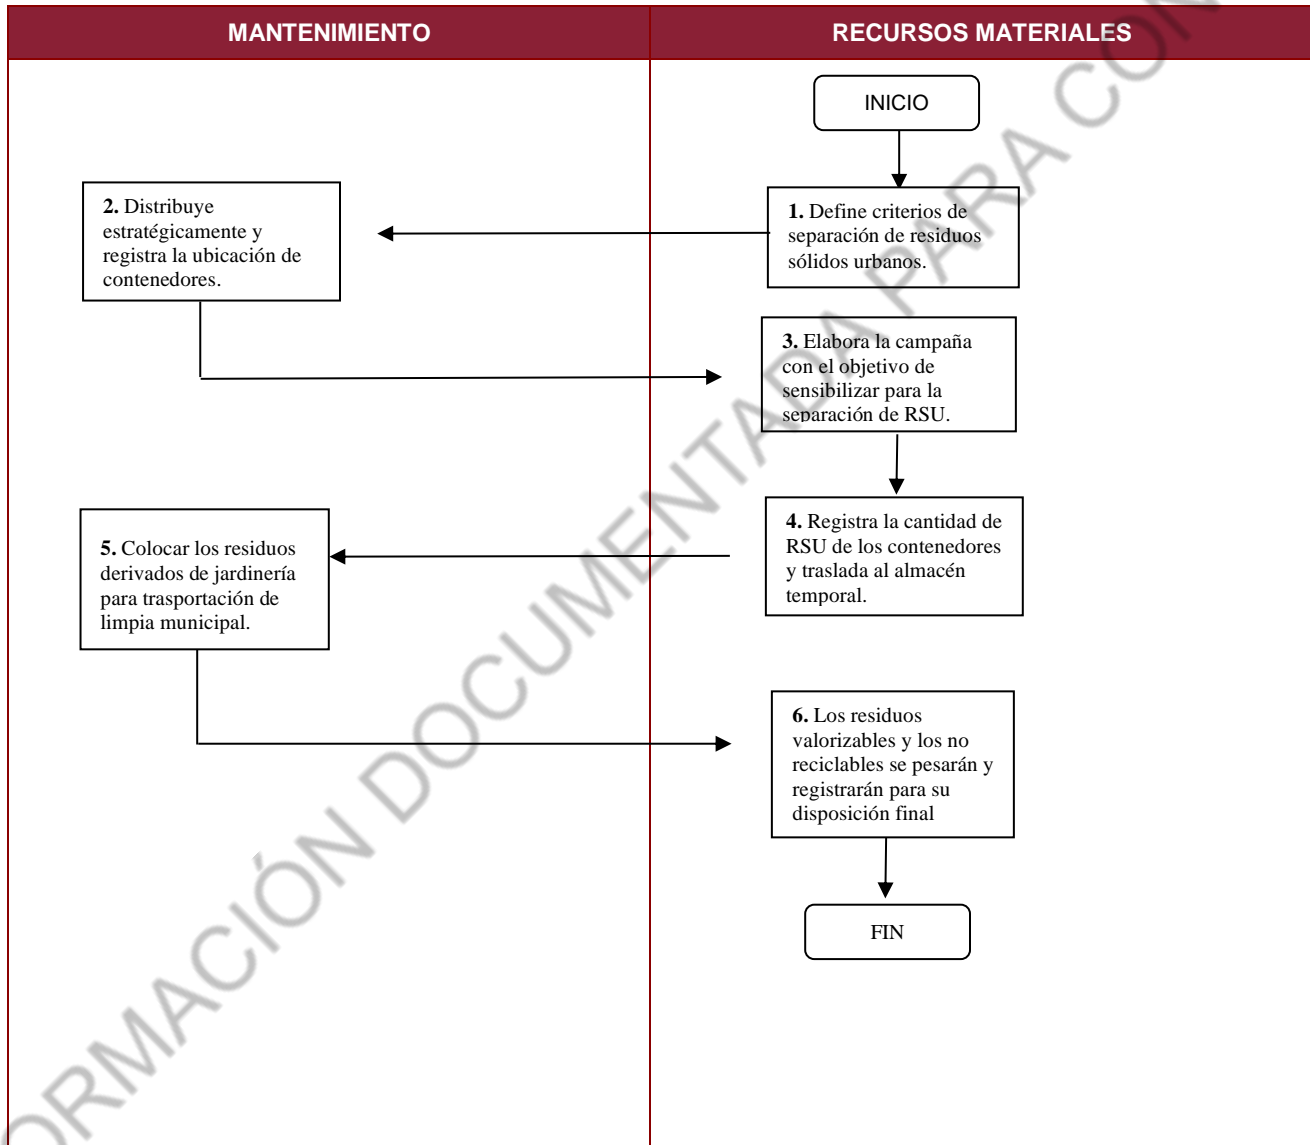 MANTENIMIENTO
RECURSOS MATERIALES
INICIO
1. Define criterios de
separación de residuos
sólidos urbanos.
2. Distribuye
estratégicamente y
registra la ubicación de
contenedores.
3. Elabora la campaña
con el objetivo de
sensibilizar para la
separación de RSU.
4. Registra la cantidad de
RSU de los contenedores
y traslada al almacén
temporal.
5. Colocar los residuos
derivados de jardinería
para trasportación de
limpia municipal.
6. Los residuos
valorizables y los no
reciclables se pesarán y
registrarán para su
disposición final
FIN
ORMACIÓN DOCUMENTADA PARA CON